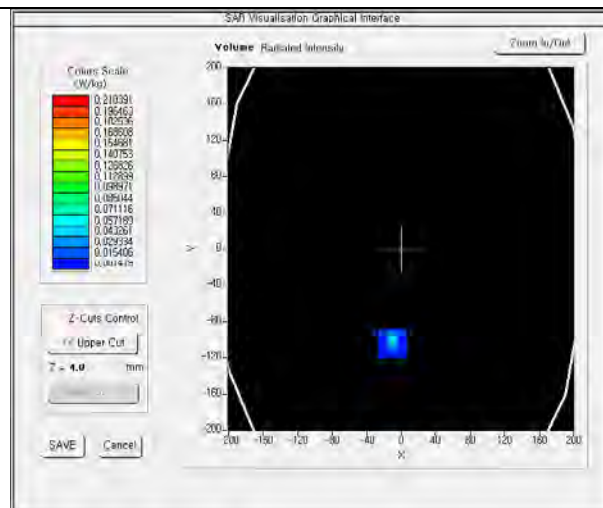 SAR Visualisation Graphical Interface
Volume Radiated Intensity
Zoom In/Out
Colors Scale
(W/kg)
0.210391
0.196463
0.182536
0.168608
0.154681
0.140753
0.126826
0.112899
0.098971
0.085044
0.071116
0.057189
0.043261
0.029334
0.015406
0.001479
Z-Cuts Control
<< Upper Cut
Z = 4.0 mm
SAVE
Cancel
200
160
120
80
40
Y
0
-40
-80
-120
-160
-200
-200 -160 -120 -80 -40 0 40 80 120 160 200
X